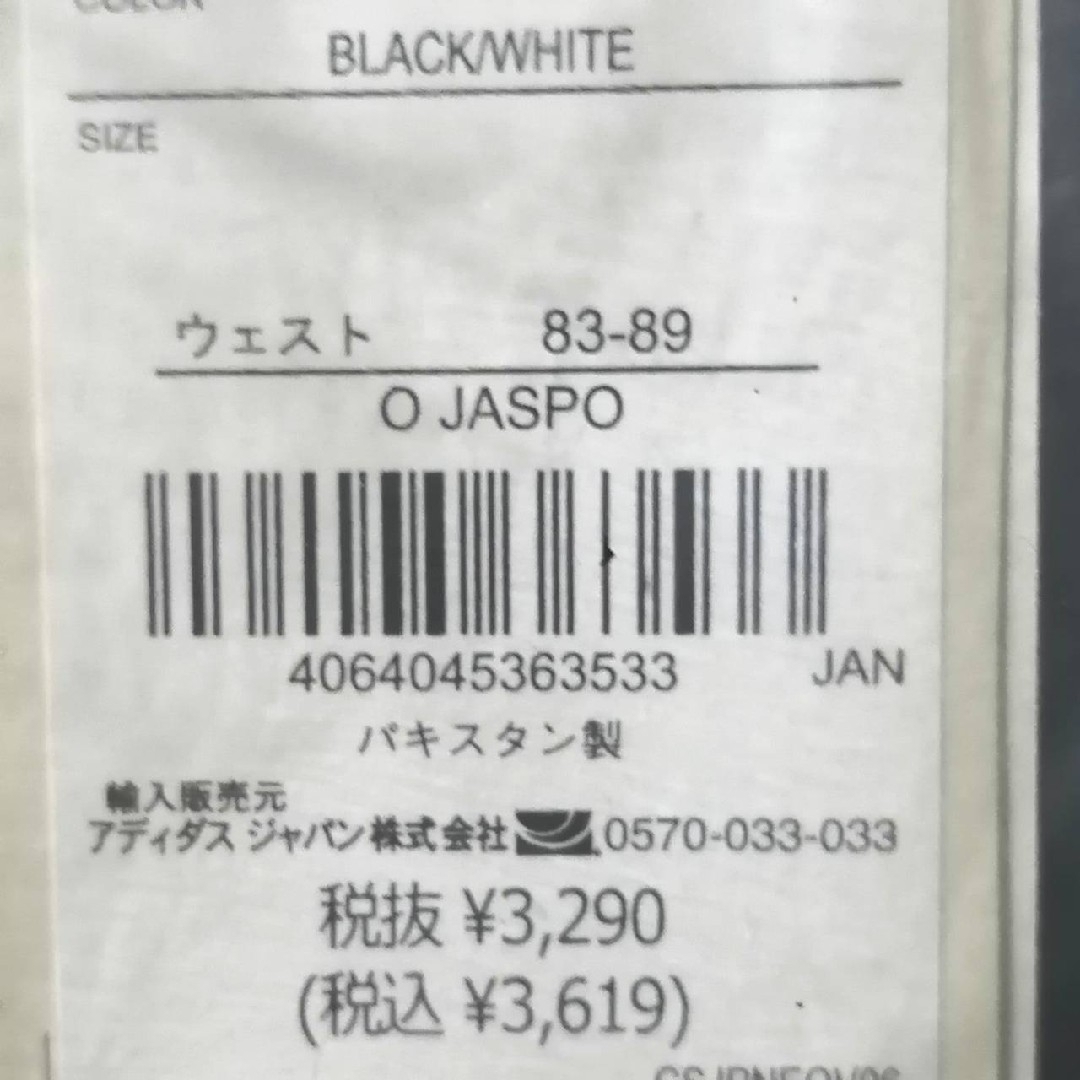 COLOR
BLACK/WHITE
SIZE
ウェスト 83-89
O JASPO
4064045363533 JAN
パキスタン製
輸入販売元
アディダス ジャパン株式会社 0570-033-033
税抜 ¥3,290
(税込 ¥3,619)